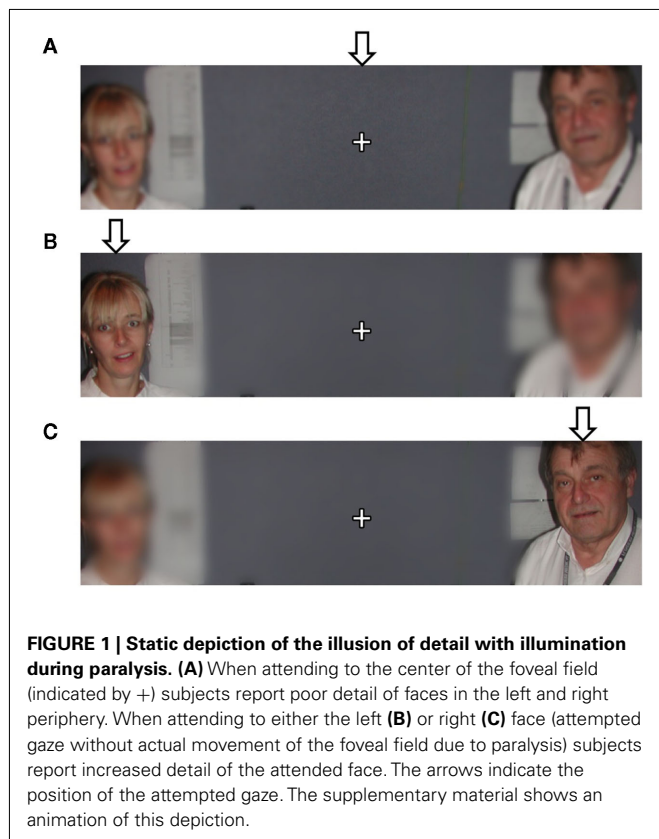 A
+
B
+
C
+
FIGURE 1 | Static depiction of the illusion of detail with illumination
during paralysis. (A) When attending to the center of the foveal field
(indicated by +) subjects report poor detail of faces in the left and right
periphery. When attending to either the left (B) or right (C) face (attempted
gaze without actual movement of the foveal field due to paralysis) subjects
report increased detail of the attended face. The arrows indicate the
position of the attempted gaze. The supplementary material shows an
animation of this depiction.